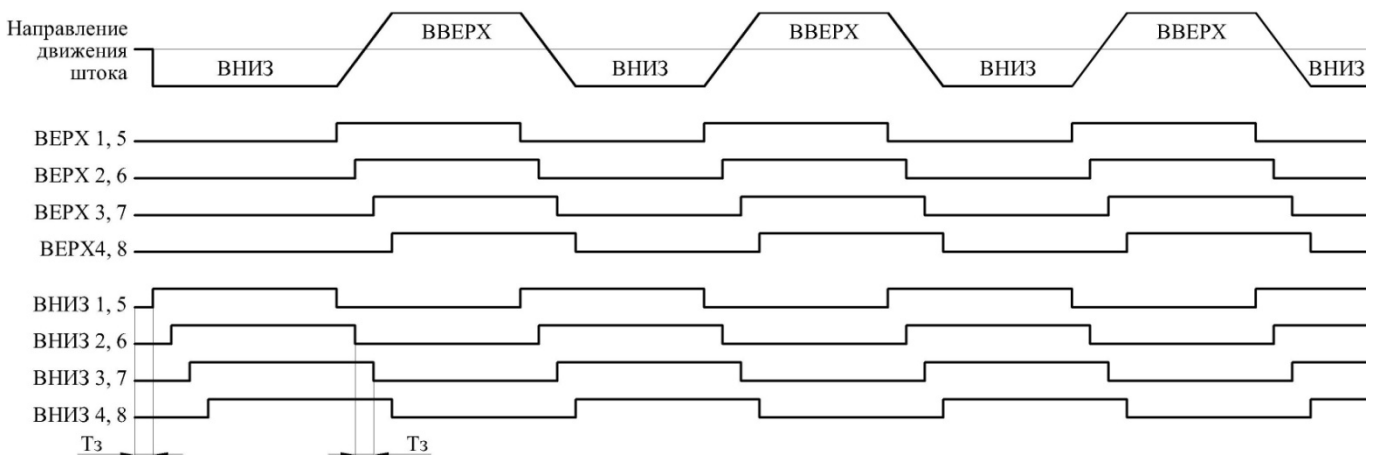 Направление
движения
штока
ВНИЗ
ВВЕРХ
ВНИЗ
ВВЕРХ
ВНИЗ
ВВЕРХ
ВНИЗ
ВЕРХ 1, 5
ВЕРХ 2, 6
ВЕРХ 3, 7
ВЕРХ4, 8
ВНИЗ 1, 5
ВНИЗ 2, 6
ВНИЗ 3, 7
ВНИЗ 4, 8
Тз
Тз